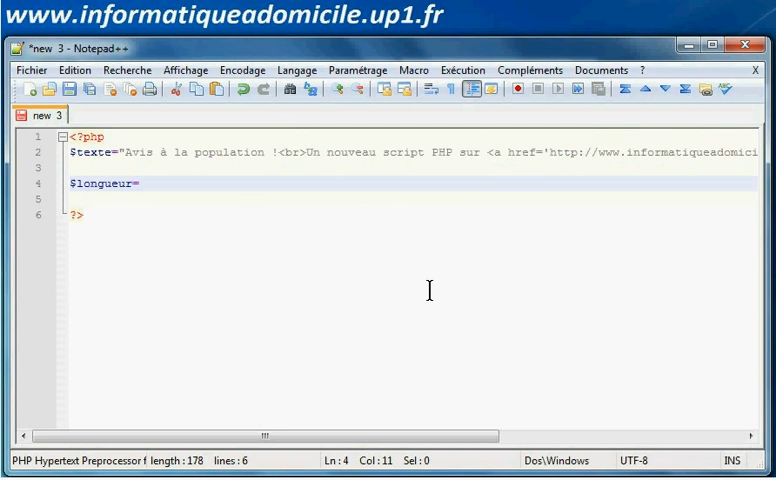 www.informatiqueadomicile.up1.fr
*new 3 - Notepad++
Fichier Edition Recherche Affichage Encodage Langage Paramétrage Macro Exécution Compléments Documents ? X
new 3
1 <?php
2 $texte="Avis à la population !<br>Un nouveau script PHP sur <a href='http://www.informatiqueadomici
3
4 $longueur=
5
6 ?>
PHP Hypertext Preprocessor f length : 178 lines : 6 Ln : 4 Col : 11 Sel : 0 Dos\Windows UTF-8 INS